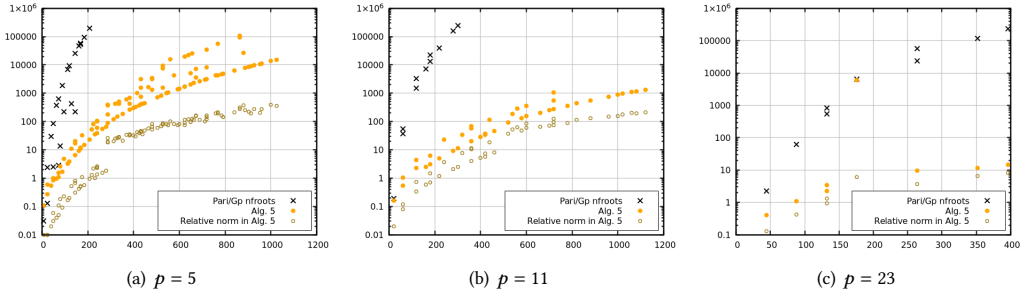 1×10⁶
100000
10000
1000
100
10
1
0.1
0.01
0 200 400 600 800 1000 1200
Pari/Gp nfroots
Alg. 5
Relative norm in Alg. 5
(a) p = 5
1×10⁶
100000
10000
1000
100
10
1
0.1
0.01
0 200 400 600 800 1000 1200
Pari/Gp nfroots
Alg. 5
Relative norm in Alg. 5
(b) p = 11
1×10⁶
100000
10000
1000
100
10
1
0.1
0 50 100 150 200 250 300 350 400
Pari/Gp nfroots
Alg. 5
Relative norm in Alg. 5
(c) p = 23